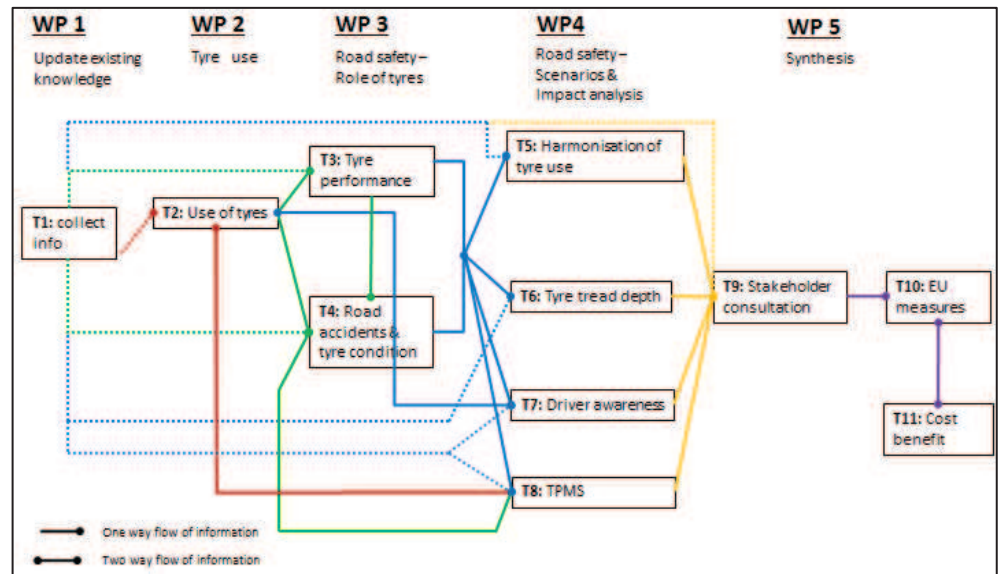 WP 1
Update existing
knowledge
WP 2
Tyre use
WP 3
Road safety –
Role of tyres
WP4
Road safety –
Scenarios &
Impact analysis
WP 5
Synthesis
T1: collect
info
T2: Use of tyres
T3: Tyre
performance
T4: Road
accidents &
tyre condition
T5: Harmonisation of
tyre use
T6: Tyre tread depth
T7: Driver awareness
T8: TPMS
T9: Stakeholder
consultation
T10: EU
measures
T11: Cost
benefit
One way flow of information
Two way flow of information